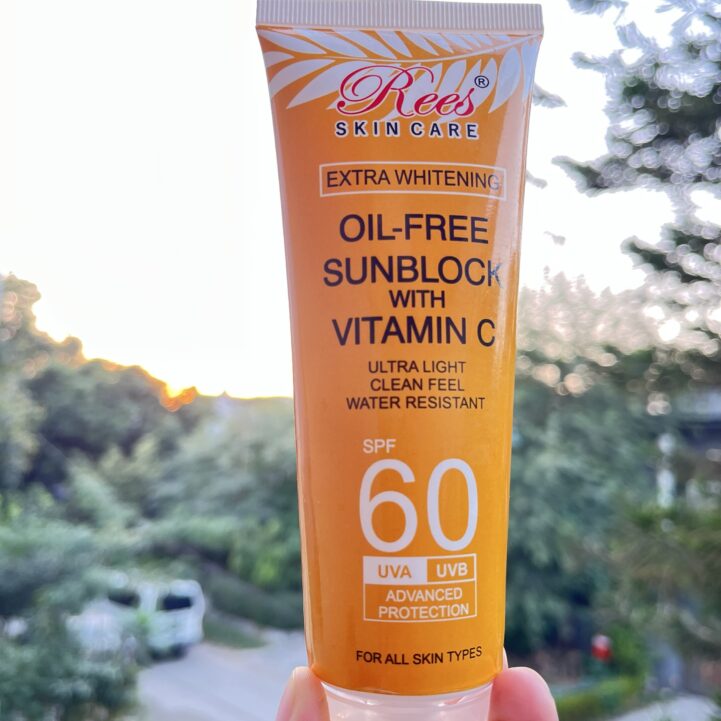 Rees®
SKIN CARE
EXTRA WHITENING
OIL-FREE
SUNBLOCK
WITH
VITAMIN C
ULTRA LIGHT
CLEAN FEEL
WATER RESISTANT
SPF
60
UVA UVB
ADVANCED
PROTECTION
FOR ALL SKIN TYPES